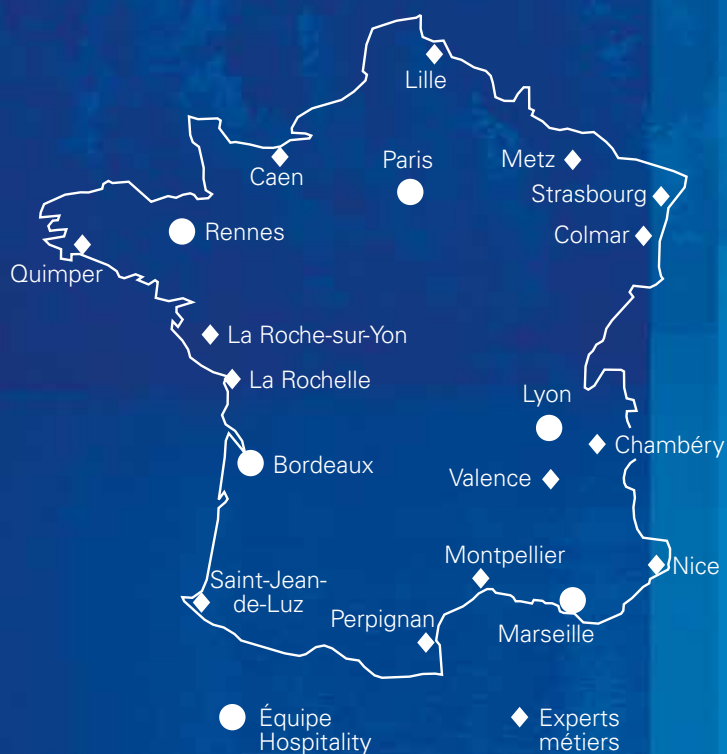 Lille
Caen
Paris
Metz
Strasbourg
Rennes
Colmar
Quimper
La Roche-sur-Yon
La Rochelle
Lyon
Chambéry
Bordeaux
Valence
Montpellier
Nice
Saint-Jean-
de-Luz
Perpignan
Marseille
Équipe
Hospitality
Experts
métiers